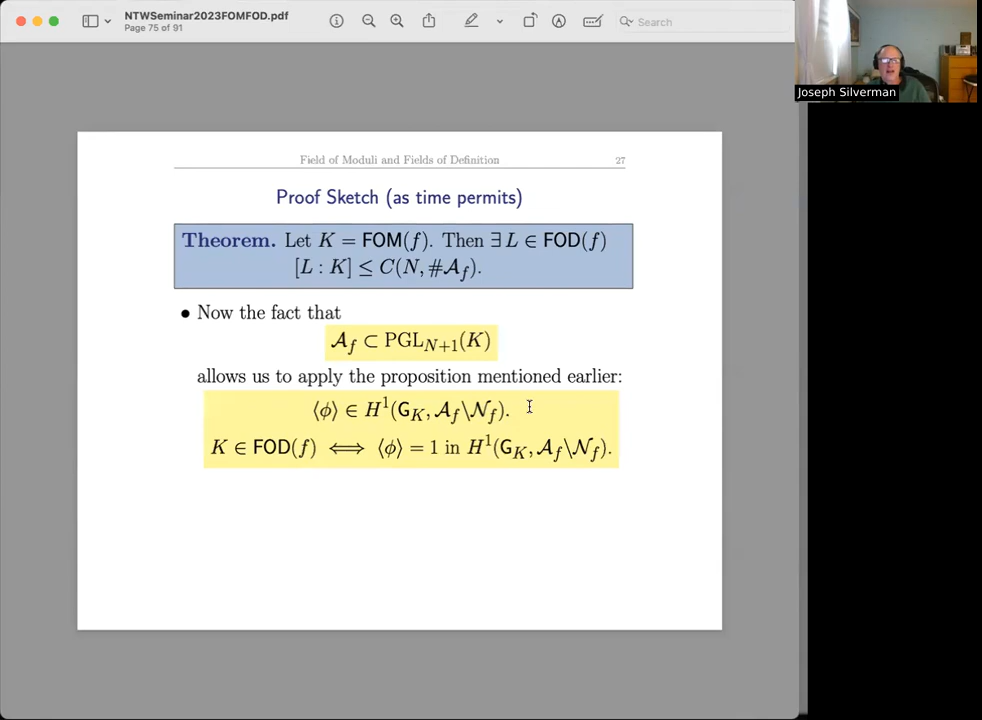 NTWSeminar2023FOMFOD.pdf
Page 75 of 91
Search
Joseph Silverman
Field of Moduli and Fields of Definition 27
Proof Sketch (as time permits)
Theorem. Let K = FOM(f). Then ∃ L ∈ FOD(f)
[L : K] ≤ C(N, #𝒜_f).
• Now the fact that
𝒜_f ⊂ PGL_{N+1}(K)
allows us to apply the proposition mentioned earlier:
⟨ϕ⟩ ∈ H¹(G_K, 𝒜_f\𝒩_f).
K ∈ FOD(f) ⟺ ⟨ϕ⟩ = 1 in H¹(G_K, 𝒜_f\𝒩_f).